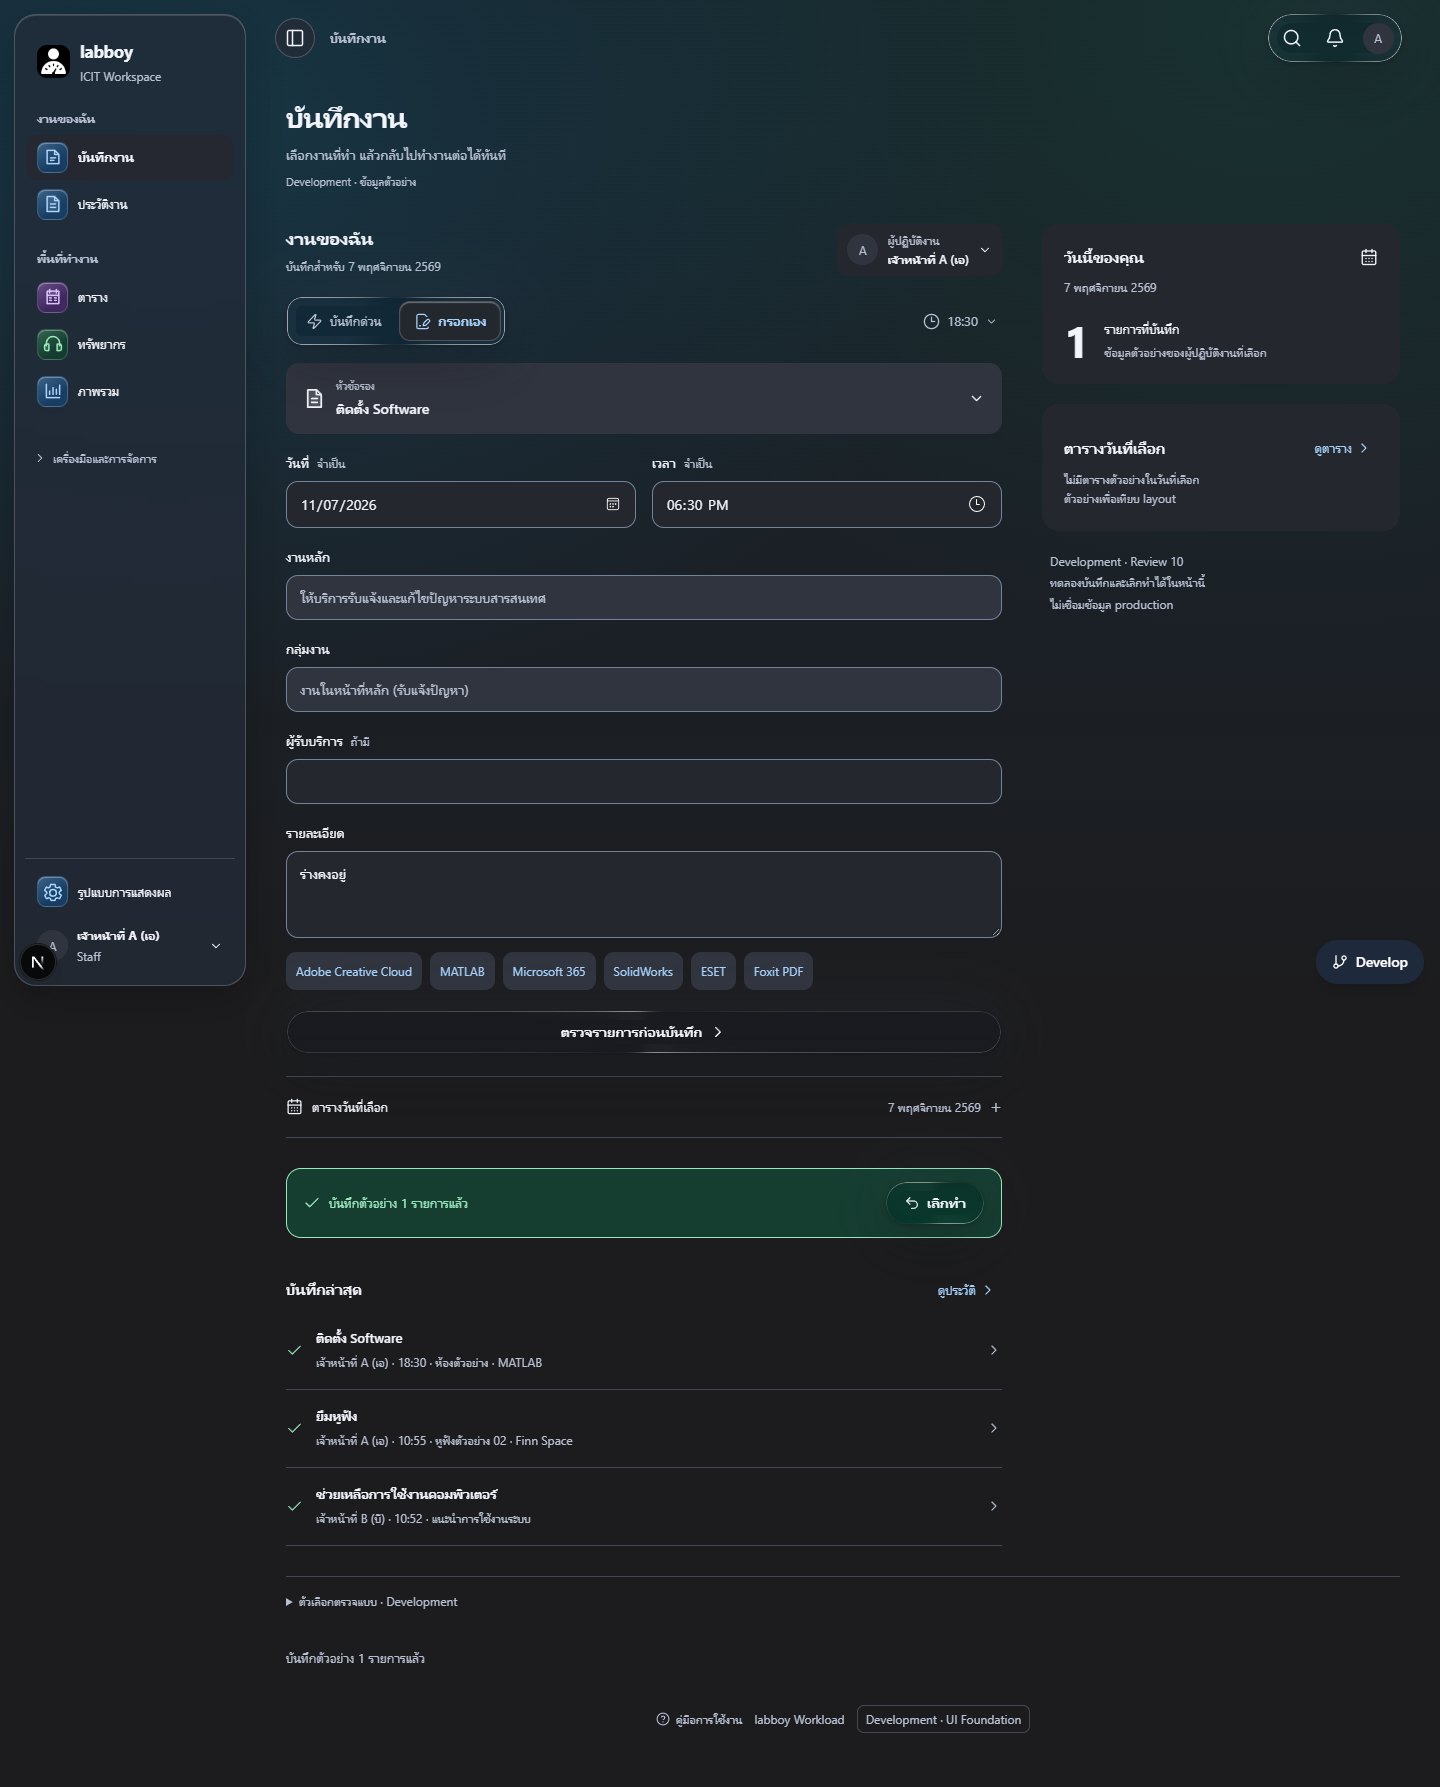 labboy
ICIT Workspace
งานของฉัน
บันทึกงาน
ประวัติงาน
พื้นที่ทำงาน
ตาราง
ทรัพยากร
ภาพรวม
เครื่องมือและการจัดการ
รูปแบบการแสดงผล
A
เจ้าหน้าที่ A (เอ)
Staff
N
บันทึกงาน
A
บันทึกงาน
เลือกงานที่ทำ แล้วกลับไปทำงานต่อได้ทันที
Development · ข้อมูลตัวอย่าง
งานของฉัน
บันทึกสำหรับ 7 พฤศจิกายน 2569
A
ผู้ปฏิบัติงาน
เจ้าหน้าที่ A (เอ)
บันทึกด่วน
กรอกเอง
18:30
หัวข้อรอง
ติดตั้ง Software
วันที่ จำเป็น
เวลา จำเป็น
11/07/2026
06:30 PM
งานหลัก
ให้บริการรับแจ้งและแก้ไขปัญหาระบบสารสนเทศ
กลุ่มงาน
งานในหน้าที่หลัก (รับแจ้งปัญหา)
ผู้รับบริการ ถ้ามี
รายละเอียด
ร่างคงอยู่
Adobe Creative Cloud
MATLAB
Microsoft 365
SolidWorks
ESET
Foxit PDF
ตรวจรายการก่อนบันทึก
ตารางวันที่เลือก
7 พฤศจิกายน 2569
บันทึกตัวอย่าง 1 รายการแล้ว
เลิกทำ
บันทึกล่าสุด
ดูประวัติ
ติดตั้ง Software
เจ้าหน้าที่ A (เอ) · 18:30 · ห้องตัวอย่าง · MATLAB
ยืมหูฟัง
เจ้าหน้าที่ A (เอ) · 10:55 · หูฟังตัวอย่าง 02 · Finn Space
ช่วยเหลือการใช้งานคอมพิวเตอร์
เจ้าหน้าที่ B (บี) · 10:52 · แนะนำการใช้งานระบบ
วันนี้ของคุณ
7 พฤศจิกายน 2569
1
รายการที่บันทึก
ข้อมูลตัวอย่างของผู้ปฏิบัติงานที่เลือก
ตารางวันที่เลือก
ดูตาราง
ไม่มีตารางตัวอย่างในวันที่เลือก
ตัวอย่างเพื่อเทียบ layout
Development · Review 10
ทดลองบันทึกและเลิกทำได้ในหน้านี้
ไม่เชื่อมข้อมูล production
Develop
ตัวเลือกตรวจแบบ · Development
บันทึกตัวอย่าง 1 รายการแล้ว
คู่มือการใช้งาน
labboy Workload
Development · UI Foundation